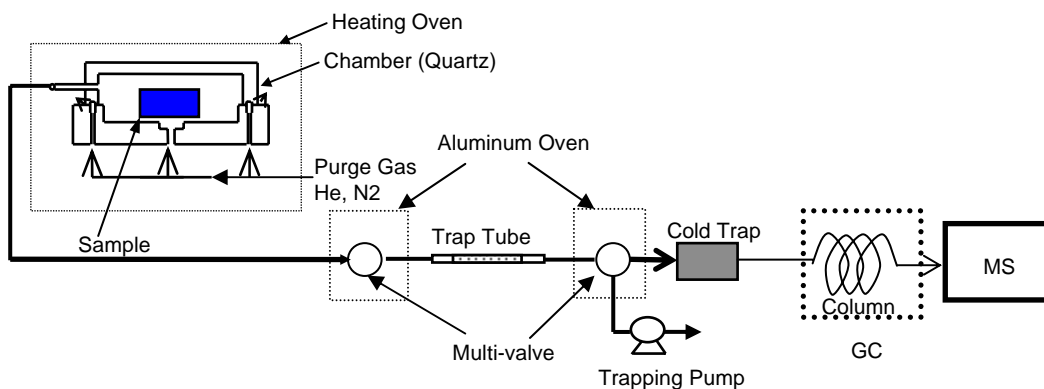 Heating Oven
Chamber (Quartz)
Aluminum Oven
Purge Gas
He, N2
Sample
Trap Tube
Cold Trap
MS
Column
Multi-valve
GC
Trapping Pump